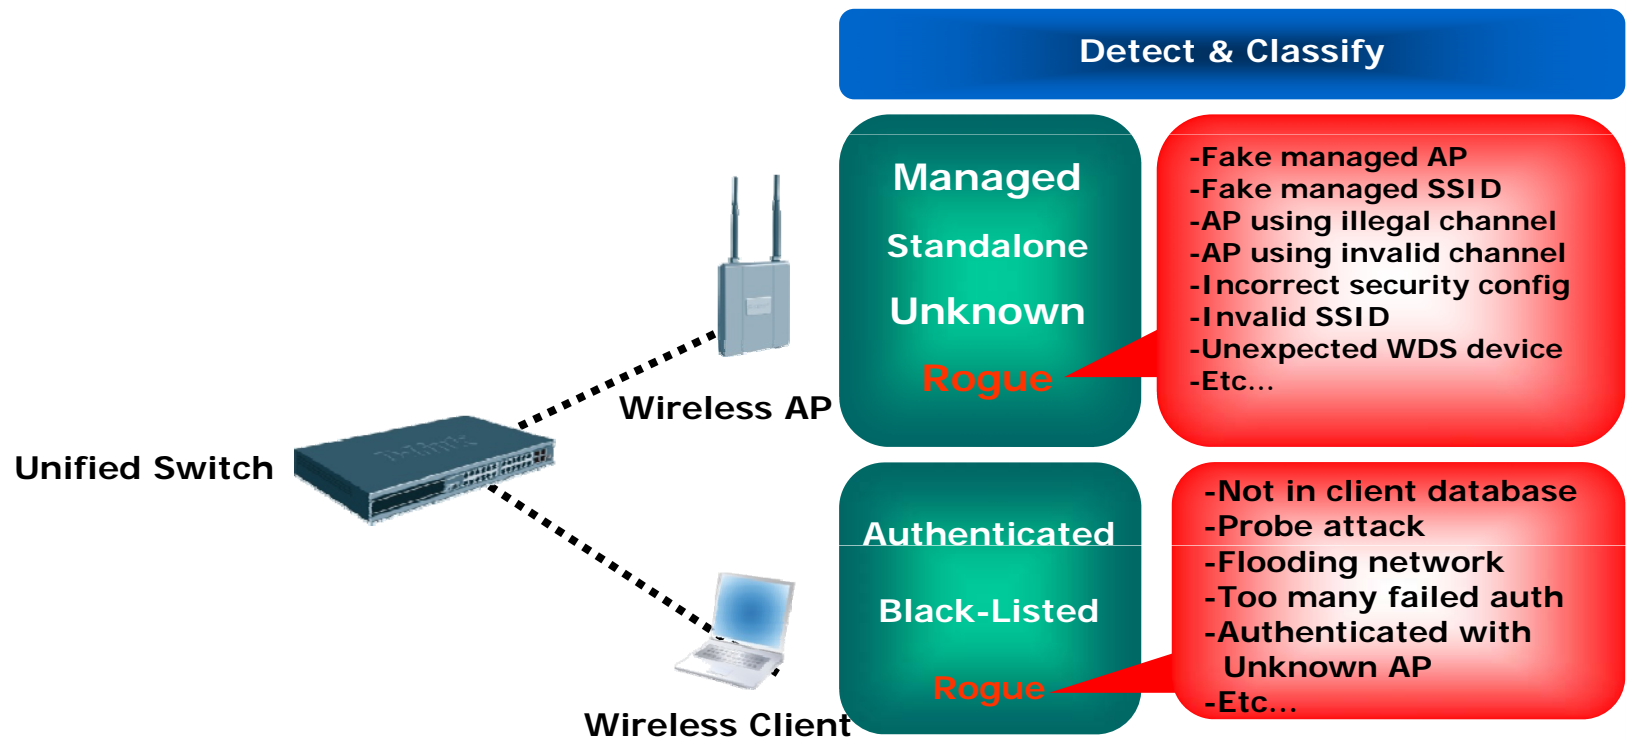 Detect & Classify
Managed
Standalone
Unknown
Rogue
-Fake managed AP
-Fake managed SSID
-AP using illegal channel
-AP using invalid channel
-Incorrect security config
-Invalid SSID
-Unexpected WDS device
-Etc...
Wireless AP
Unified Switch
D-Link
Authenticated
Black-Listed
Rogue
-Not in client database
-Probe attack
-Flooding network
-Too many failed auth
-Authenticated with
Unknown AP
-Etc...
Wireless Client